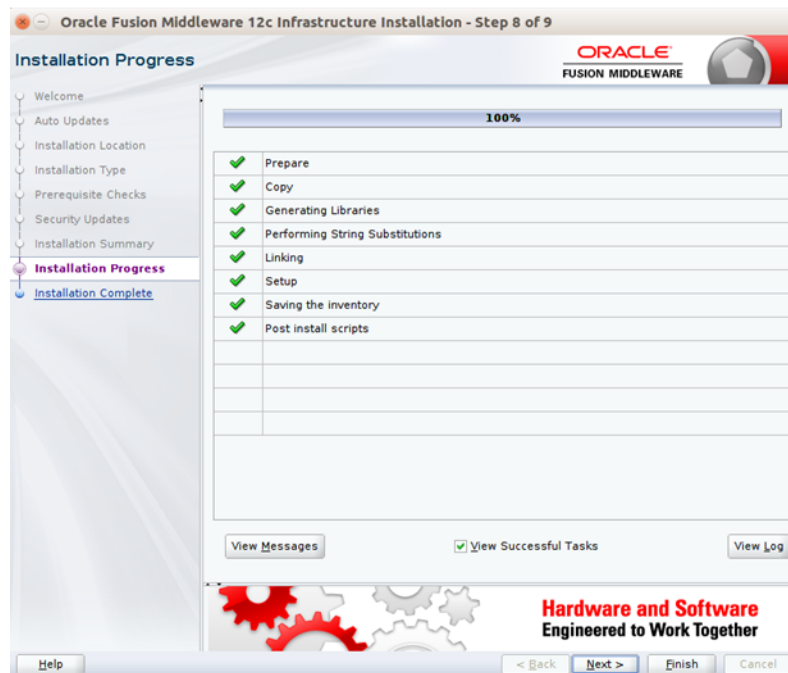 Oracle Fusion Middleware 12c Infrastructure Installation - Step 8 of 9
Installation Progress
ORACLE
FUSION MIDDLEWARE
Welcome
Auto Updates
Installation Location
Installation Type
Prerequisite Checks
Security Updates
Installation Summary
Installation Progress
Installation Complete
100%
Prepare
Copy
Generating Libraries
Performing String Substitutions
Linking
Setup
Saving the inventory
Post install scripts
View Messages
View Successful Tasks
View Log
Hardware and Software
Engineered to Work Together
Help
< Back
Next >
Finish
Cancel